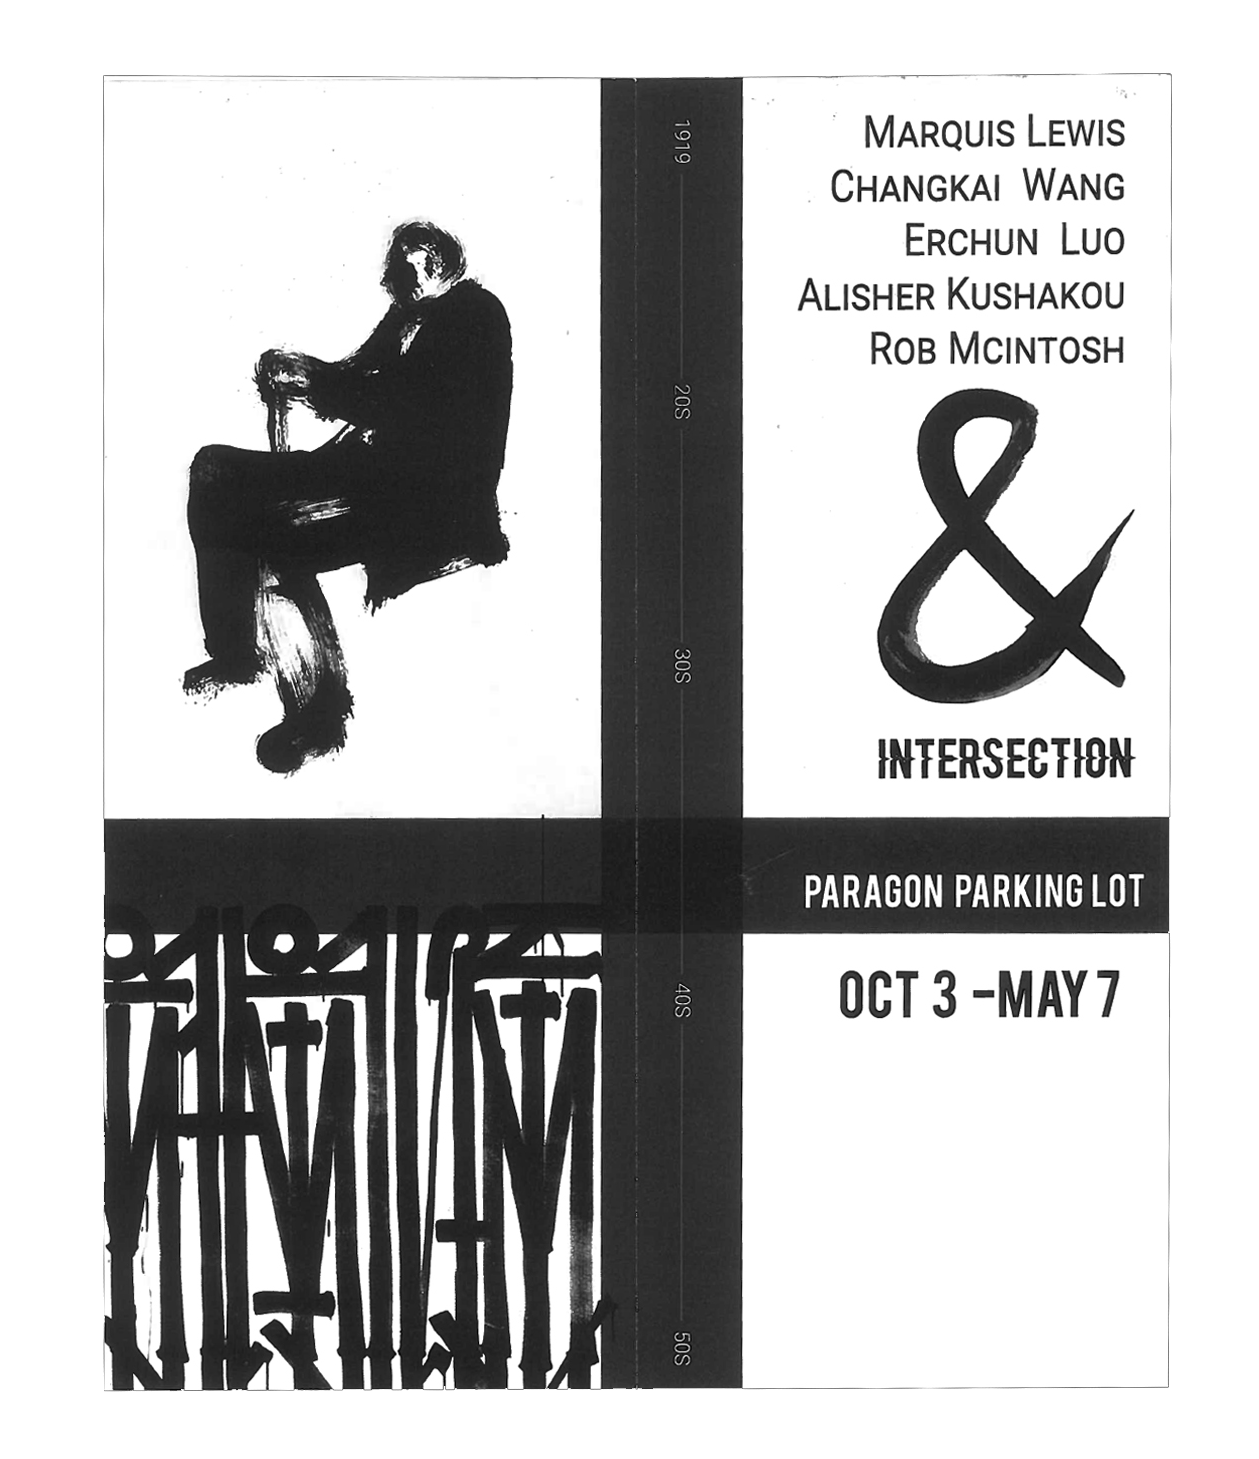 MARQUIS LEWIS
CHANGKAI WANG
ERCHUN LUO
ALISHER KUSHAKOU
ROB MCINTOSH
&
INTERSECTION
PARAGON PARKING LOT
OCT 3 -MAY 7
1919
20S
30S
40S
50S